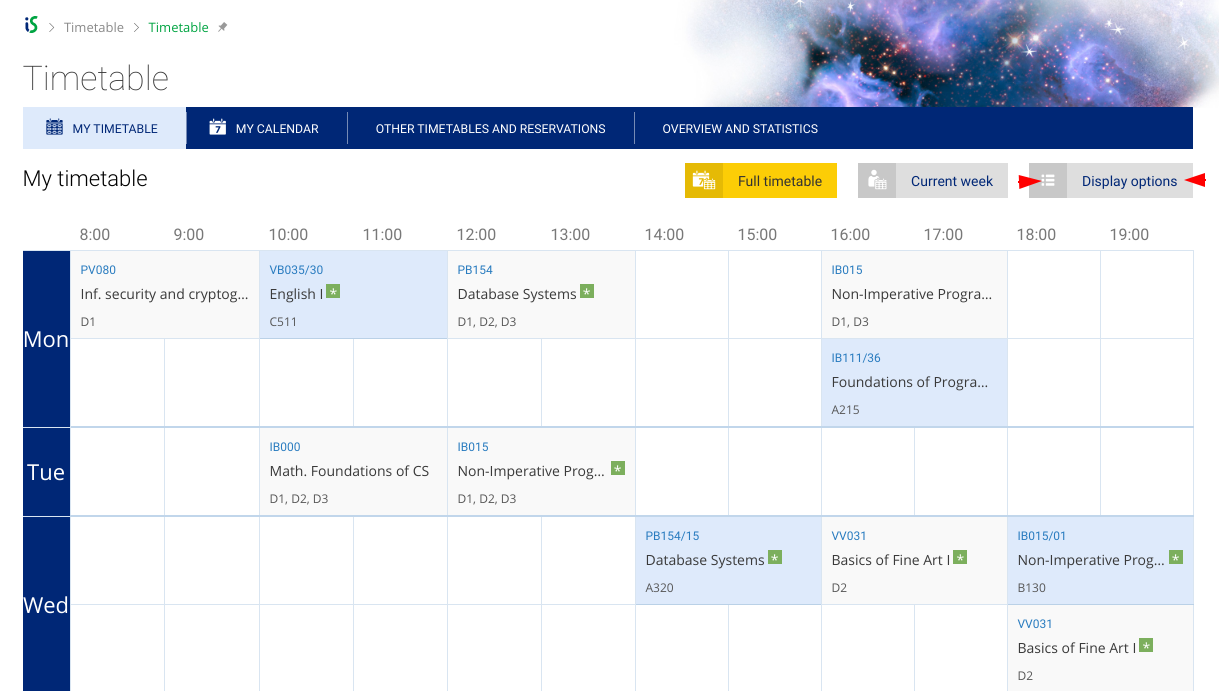 iS Timetable Timetable
Timetable
MY TIMETABLE 7 MY CALENDAR OTHER TIMETABLES AND RESERVATIONS OVERVIEW AND STATISTICS
My timetable 7 Full timetable Current week Display options
8:00 9:00 10:00 11:00 12:00 13:00 14:00 15:00 16:00 17:00 18:00 19:00
Mon
PV080 VB035/30 PB154 IB015
Inf. security and cryptog... English I * Database Systems * Non-Imperative Progra...
D1 C511 D1, D2, D3 D1, D3
IB111/36
Foundations of Progra...
A215
Tue
IB000 IB015
Math. Foundations of CS Non-Imperative Prog... *
D1, D2, D3 D1, D2, D3
Wed
PB154/15 VV031 IB015/01
Database Systems * Basics of Fine Art I * Non-Imperative Prog... *
A320 D2 B130
VV031
Basics of Fine Art I *
D2